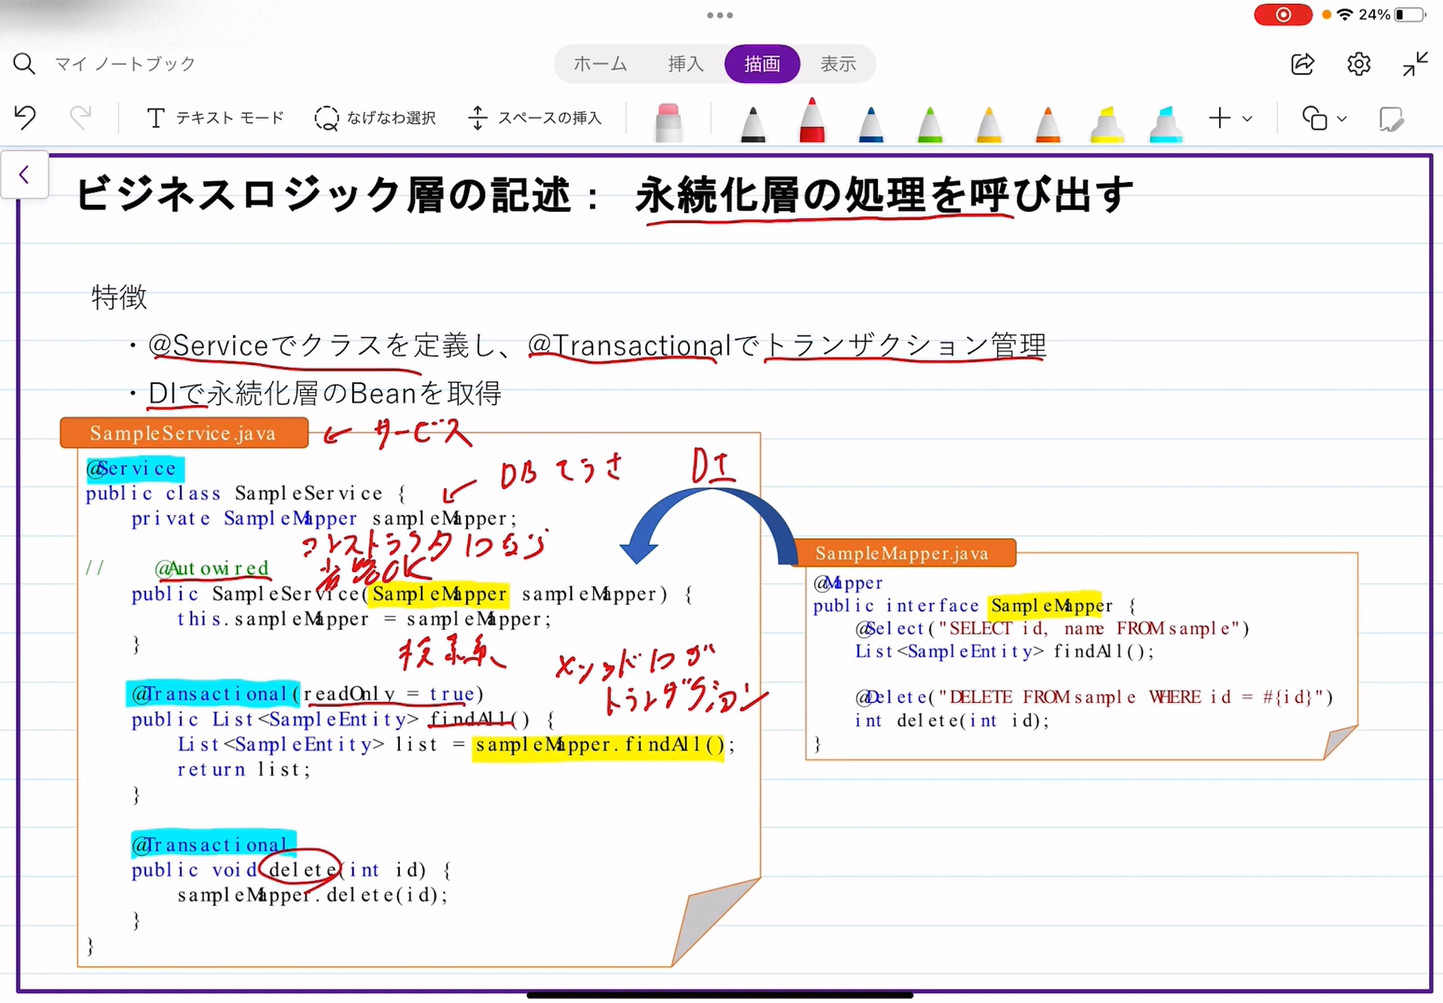 24%
マイ ノートブック
ホーム 挿入 描画 表示
テキスト モード なげなわ選択 スペースの挿入
ビジネスロジック層の記述： 永続化層の処理を呼び出す
特徴
・@Serviceでクラスを定義し、@Transactionalでトランザクション管理
・DIで永続化層のBeanを取得
SampleService.java
← サービス
@Service
public class SampleService {
private SampleMapper sampleMapper;
DB
DI
コンストラクタ1つなら
省略OK
// @Autowired
public SampleService(SampleMapper sampleMapper) {
this.sampleMapper = sampleMapper;
}
検索系
メソッド1つが
トランザクション
@Transactional(readOnly = true)
public List<SampleEntity> findAll() {
List<SampleEntity> list = sampleMapper.findAll();
return list;
}
@Transactional
public void delete(int id) {
sampleMapper.delete(id);
}
}
SampleMapper.java
@Mapper
public interface SampleMapper {
@Select("SELECT id, name FROM sample")
List<SampleEntity> findAll();
@Delete("DELETE FROM sample WHERE id = #{id}")
int delete(int id);
}